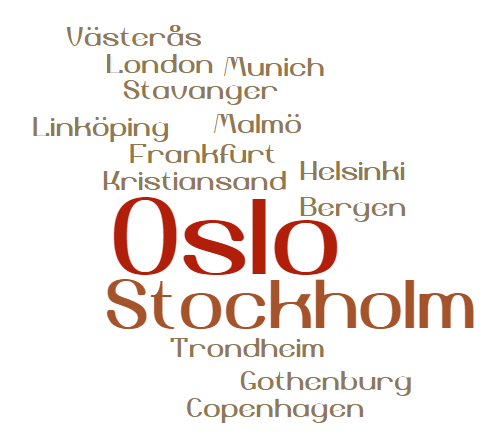 Västerås
London
Munich
Stavanger
Linköping
Malmö
Frankfurt
Helsinki
Kristiansand
Bergen
Oslo
Stockholm
Trondheim
Gothenburg
Copenhagen